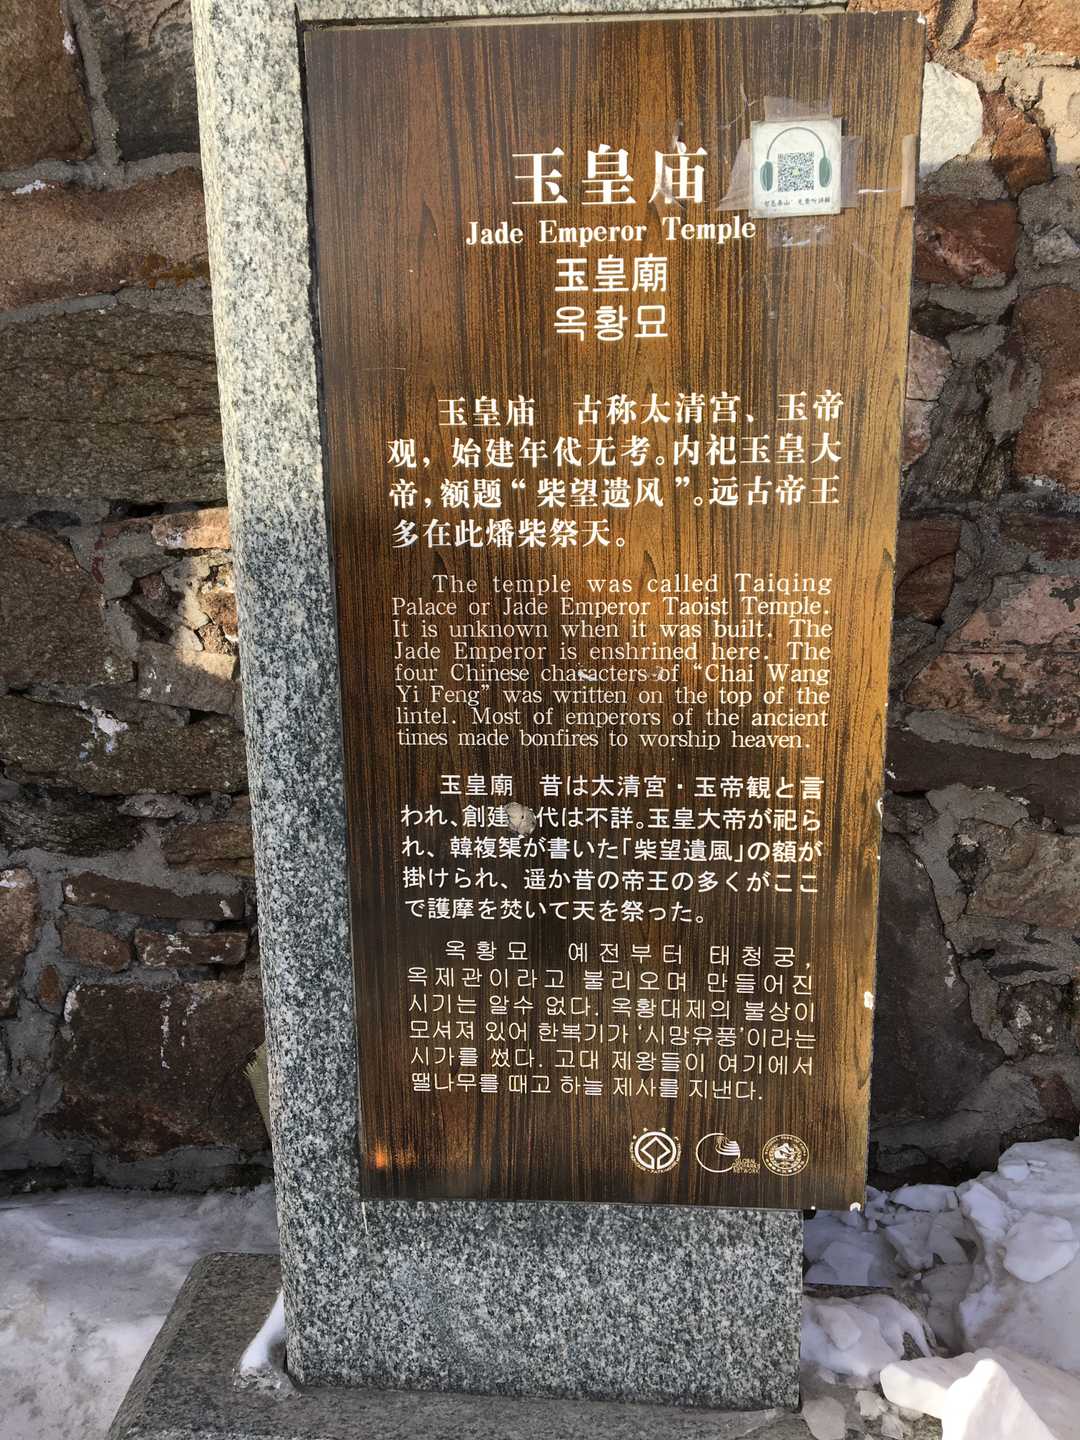 玉皇庙
智慧泰山·免费听讲解
Jade Emperor Temple
玉皇廟
옥황묘
玉皇庙 古称太清宫、玉帝
观，始建年代无考。内祀玉皇大
帝，额题“柴望遗风”。远古帝王
多在此燔柴祭天。
The temple was called Taiqing
Palace or Jade Emperor Taoist Temple.
It is unknown when it was built. The
Jade Emperor is enshrined here. The
four Chinese characters of “Chai Wang
Yi Feng” was written on the top of the
lintel. Most of emperors of the ancient
times made bonfires to worship heaven.
玉皇廟 昔は太清宮・玉帝観と言
われ、創建 代は不詳。玉皇大帝が祀ら
れ、韓複榘が書いた「柴望遺風」の額が
掛けられ、遥か昔の帝王の多くがここ
で護摩を焚いて天を祭った。
옥황묘 예전부터 태청궁,
옥제관이라고 불리오며 만들어진
시기는 알수 없다. 옥황대제의 불상이
모셔져 있어 한복기가 ‘시망유풍’이라는
시가를 썼다. 고대 제왕들이 여기에서
땔나무를 때고 하늘 제사를 지낸다.
GLOBAL
GEOPARKS
NETWORK